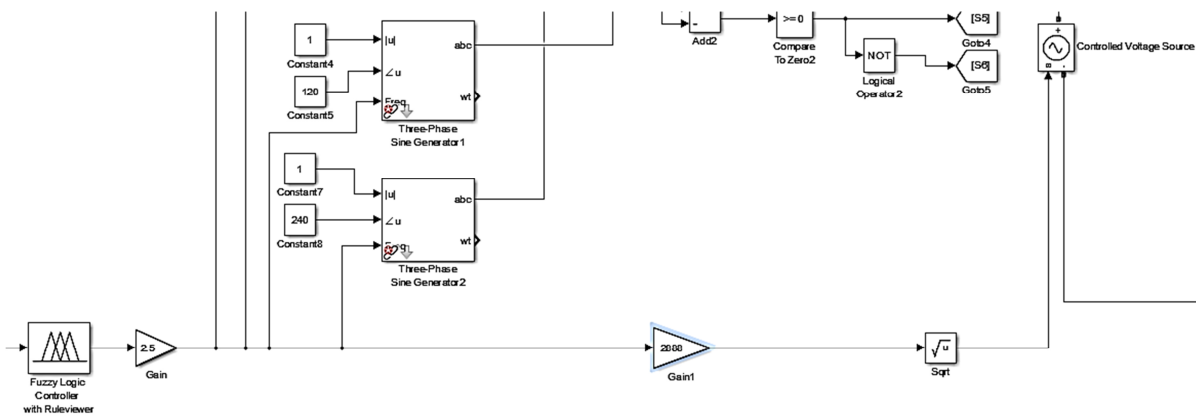 1
Constant4
120
Constant5
|u|
∠u
Freq
abc
wt
Three-Phase
Sine Generator1
-
Add2
>= 0
Compare
To Zero2
NOT
Logical
Operator2
[S5]
Goto4
[S6]
Goto5
+
-
Controlled Voltage Source
1
Constant7
240
Constant8
|u|
∠u
Freq
abc
wt
Three-Phase
Sine Generator2
Fuzzy Logic
Controller
with Ruleviewer
2.5
Gain
Gain1
√u
Sqrt